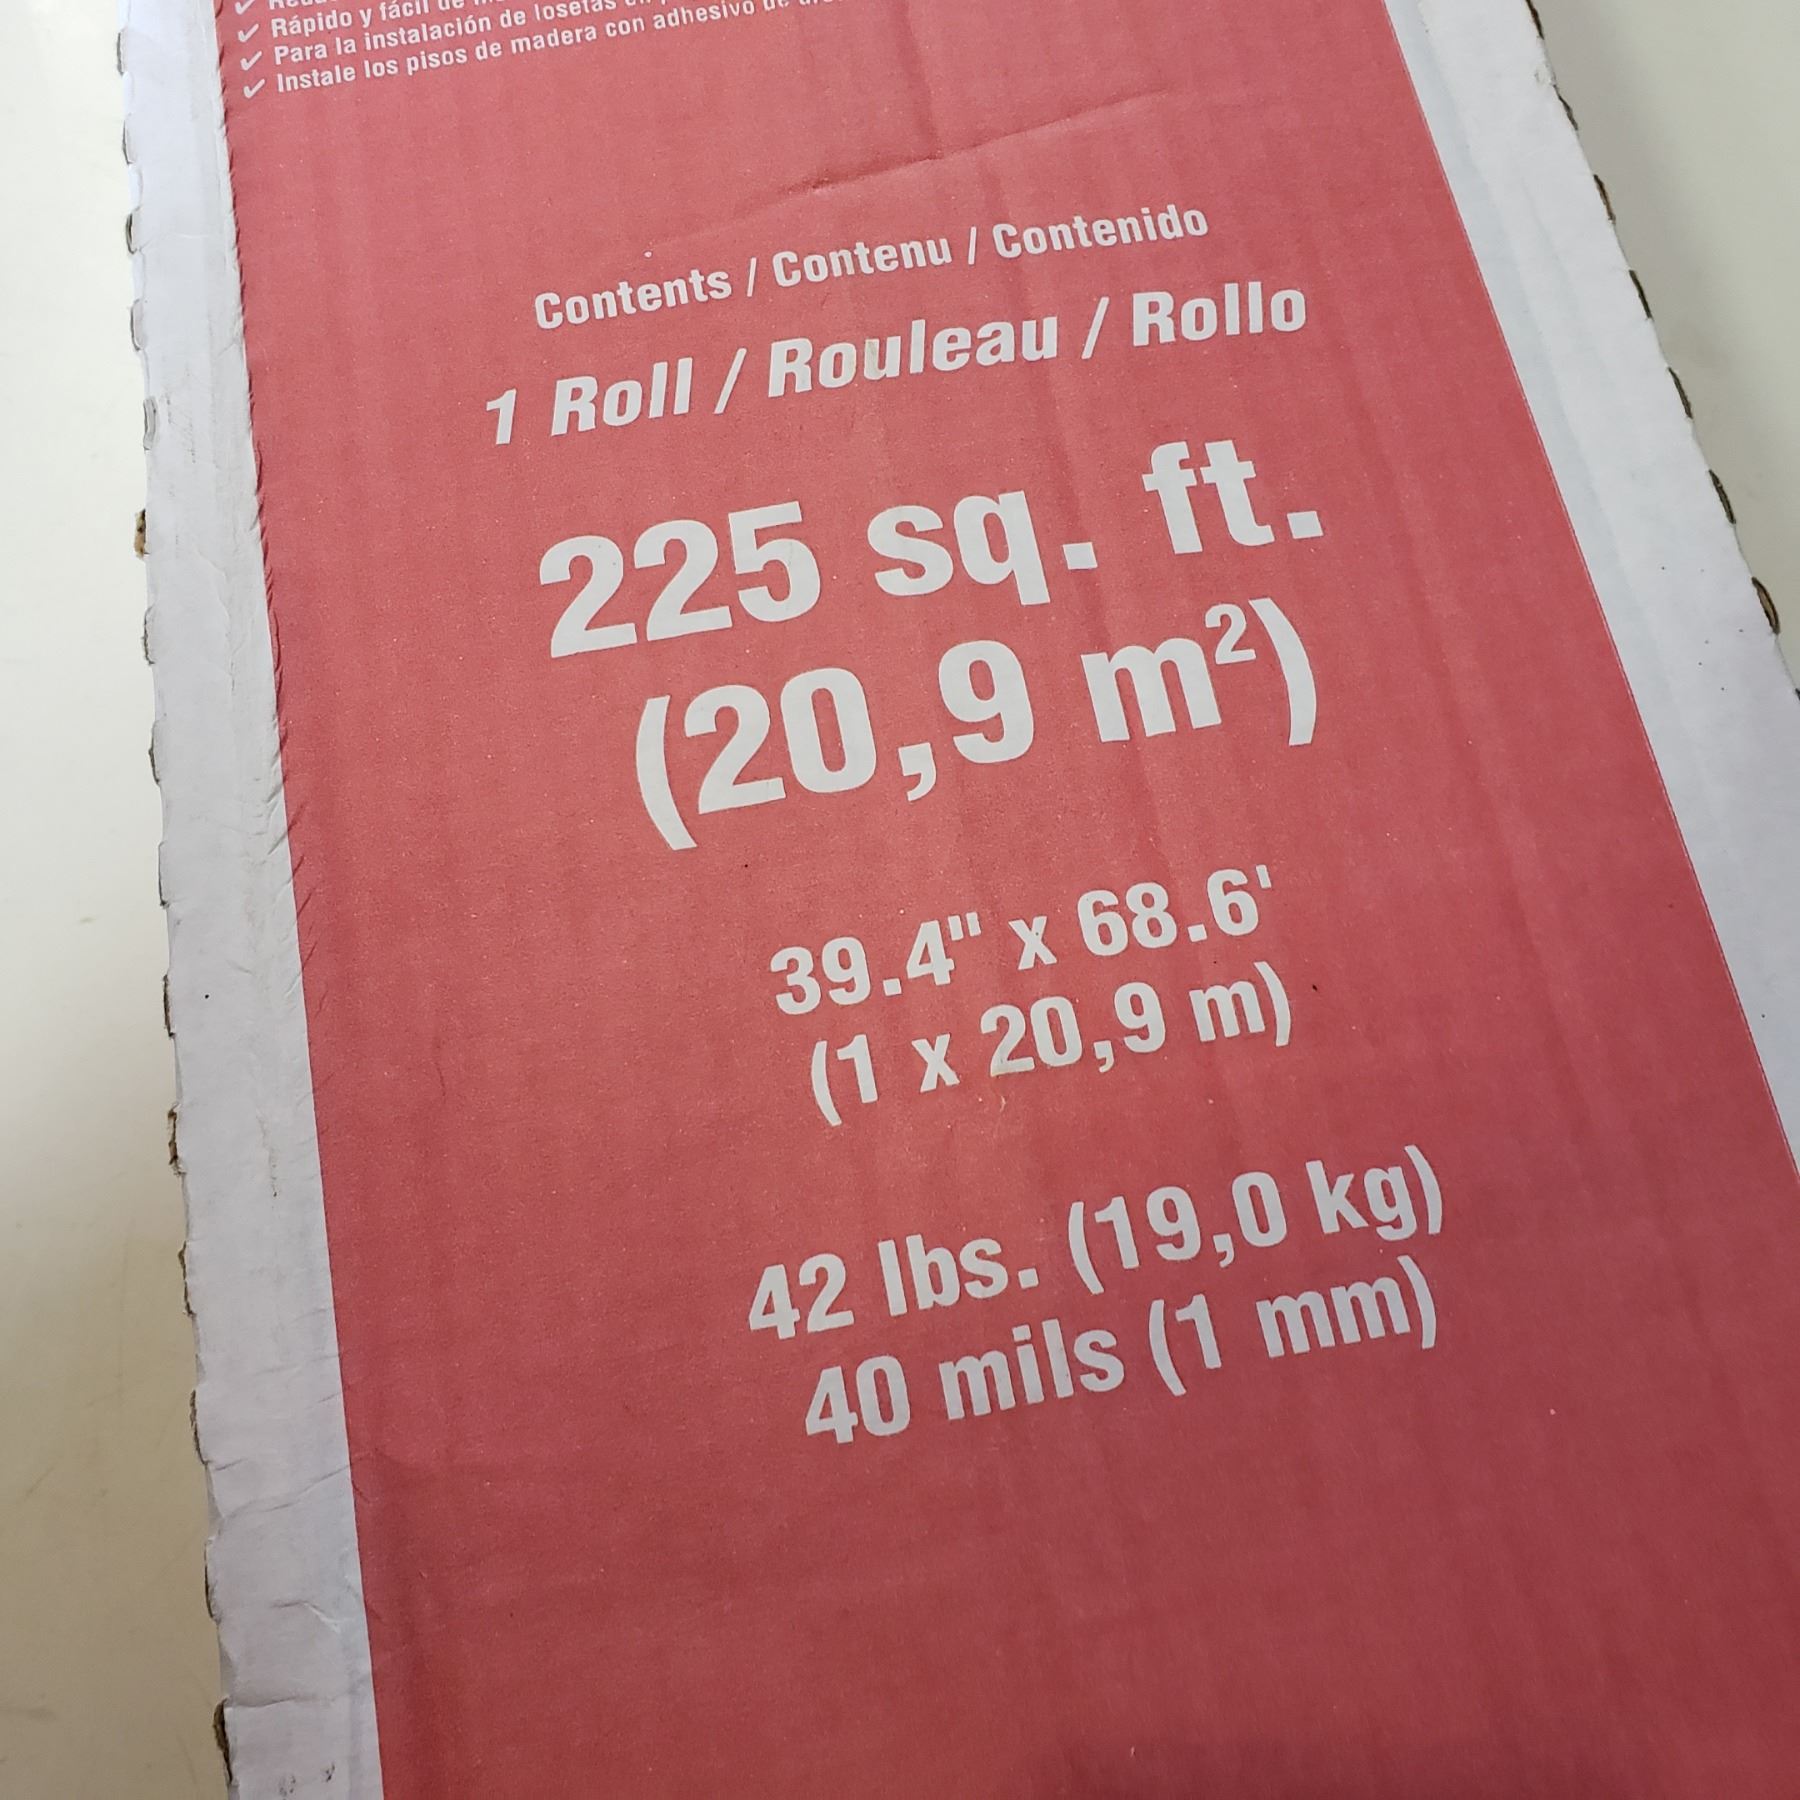 ✓ Rápido y fácil de
✓ Para la instalación de losetas
✓ Instale los pisos de madera con adhesivo
Contents / Contenu / Contenido
1 Roll / Rouleau / Rollo
225 sq. ft.
(20,9 m²)
39.4" x 68.6'
(1 x 20,9 m)
42 lbs. (19,0 kg)
40 mils (1 mm)